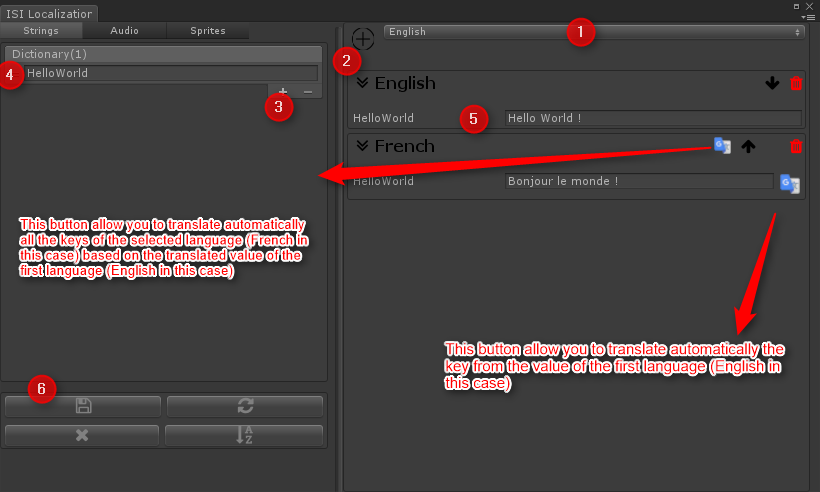 ISI Localization
Strings
Audio
Sprites
Dictionary(1)
4
HelloWorld
3
This button allow you to translate automatically
all the keys of the selected language (French in
this case) based on the translated value of the
first language (English in this case)
6
A
Z
English
1
2
English
HelloWorld
5
Hello World !
French
G
HelloWorld
Bonjour le monde !
G
This button allow you to translate automatically the
key from the value of the first language (English in
this case)